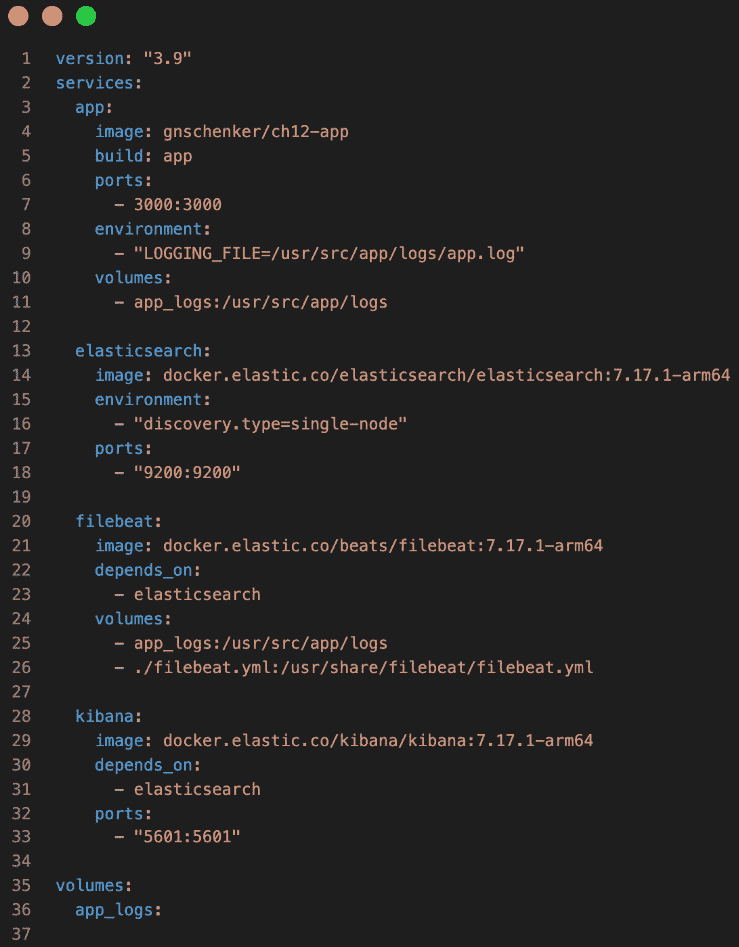 1 version: "3.9"
2 services:
3   app:
4     image: gnschenker/ch12-app
5     build: app
6     ports:
7       - 3000:3000
8     environment:
9       - "LOGGING_FILE=/usr/src/app/logs/app.log"
10     volumes:
11       - app_logs:/usr/src/app/logs
12
13   elasticsearch:
14     image: docker.elastic.co/elasticsearch/elasticsearch:7.17.1-arm64
15     environment:
16       - "discovery.type=single-node"
17     ports:
18       - "9200:9200"
19
20   filebeat:
21     image: docker.elastic.co/beats/filebeat:7.17.1-arm64
22     depends_on:
23       - elasticsearch
24     volumes:
25       - app_logs:/usr/src/app/logs
26       - ./filebeat.yml:/usr/share/filebeat/filebeat.yml
27
28   kibana:
29     image: docker.elastic.co/kibana/kibana:7.17.1-arm64
30     depends_on:
31       - elasticsearch
32     ports:
33       - "5601:5601"
34
35 volumes:
36   app_logs:
37